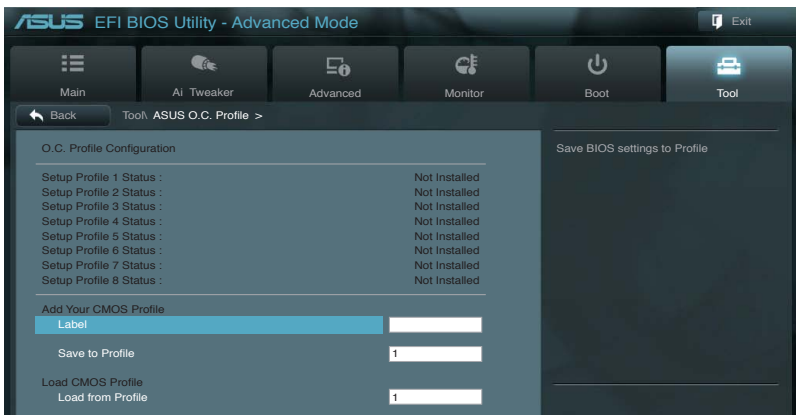 ASUS EFI BIOS Utility - Advanced Mode Exit
Main Ai Tweaker Advanced Monitor Boot Tool
Back Tool\ ASUS O.C. Profile >
O.C. Profile Configuration
Save BIOS settings to Profile
Setup Profile 1 Status : Not Installed
Setup Profile 2 Status : Not Installed
Setup Profile 3 Status : Not Installed
Setup Profile 4 Status : Not Installed
Setup Profile 5 Status : Not Installed
Setup Profile 6 Status : Not Installed
Setup Profile 7 Status : Not Installed
Setup Profile 8 Status : Not Installed
Add Your CMOS Profile
Label
Save to Profile 1
Load CMOS Profile
Load from Profile 1